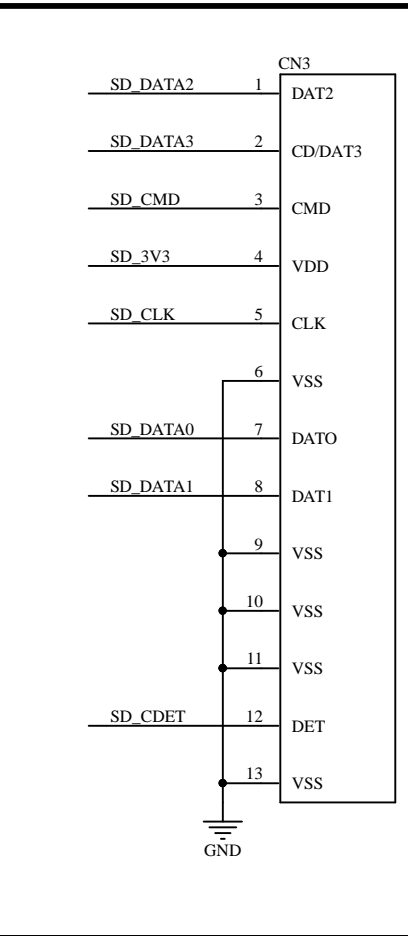 CN3
SD_DATA2 1 DAT2
SD_DATA3 2 CD/DAT3
SD_CMD 3 CMD
SD_3V3 4 VDD
SD_CLK 5 CLK
6 VSS
SD_DATA0 7 DATO
SD_DATA1 8 DAT1
9 VSS
10 VSS
11 VSS
SD_CDET 12 DET
13 VSS
GND